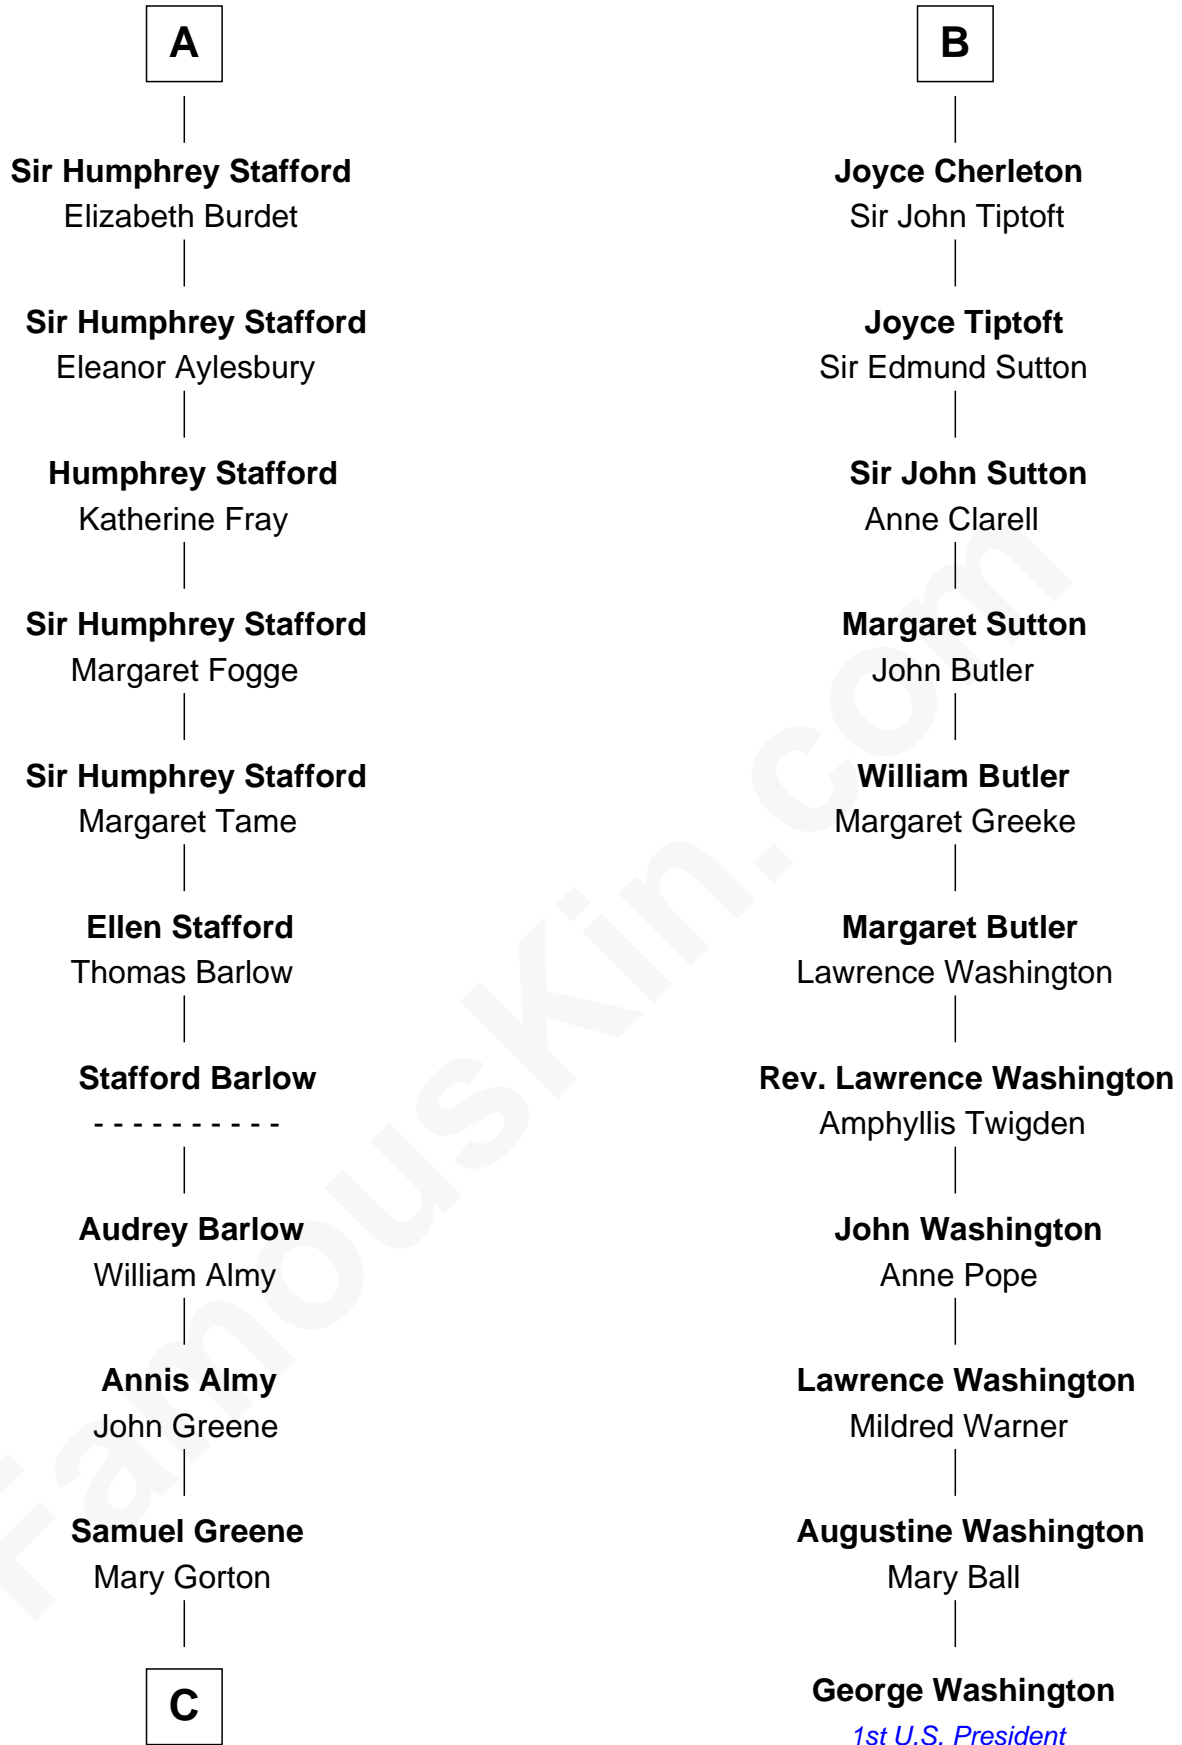 A
Sir Humphrey Stafford
Elizabeth Burdet
Sir Humphrey Stafford
Eleanor Aylesbury
Humphrey Stafford
Katherine Fray
Sir Humphrey Stafford
Margaret Fogge
Sir Humphrey Stafford
Margaret Tame
Ellen Stafford
Thomas Barlow
Stafford Barlow
- - - - - - - - - -
Audrey Barlow
William Almy
Annis Almy
John Greene
Samuel Greene
Mary Gorton
C
B
Joyce Cherleton
Sir John Tiptoft
Joyce Tiptoft
Sir Edmund Sutton
Sir John Sutton
Anne Clarell
Margaret Sutton
John Butler
William Butler
Margaret Greeke
Margaret Butler
Lawrence Washington
Rev. Lawrence Washington
Amphyllis Twigden
John Washington
Anne Pope
Lawrence Washington
Mildred Warner
Augustine Washington
Mary Ball
George Washington
1st U.S. President
FamousKin.com